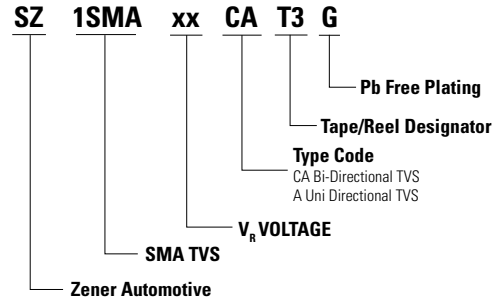 SZ 1SMA xx CA T3 G
Pb Free Plating
Tape/Reel Designator
Type Code
CA Bi-Directional TVS
A Uni Directional TVS
VR VOLTAGE
SMA TVS
Zener Automotive